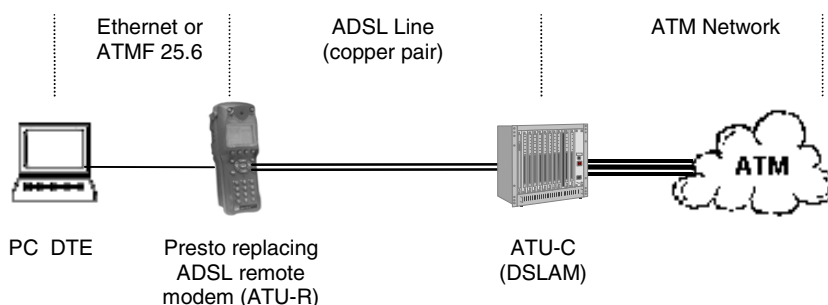 Ethernet or
ATMF 25.6
ADSL Line
(copper pair)
ATM Network
ATM
PC DTE
Presto replacing
ADSL remote
modem (ATU-R)
ATU-C
(DSLAM)